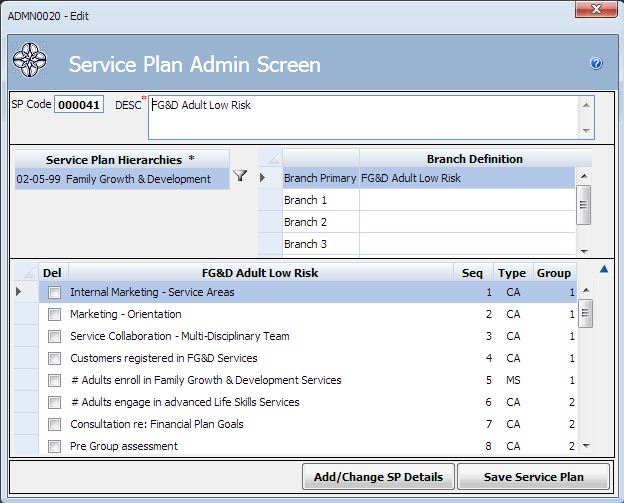 ADMN0020 - Edit
Service Plan Admin Screen
?
SP Code 000041 DESC* FG&D Adult Low Risk
Service Plan Hierarchies *
02-05-99 Family Growth & Development
Branch Definition
Branch Primary FG&D Adult Low Risk
Branch 1
Branch 2
Branch 3
Del FG&D Adult Low Risk Seq Type Group
Internal Marketing - Service Areas 1 CA 1
Marketing - Orientation 2 CA 1
Service Collaboration - Multi-Disciplinary Team 3 CA 1
Customers registered in FG&D Services 4 CA 1
# Adults enroll in Family Growth & Development Services 5 MS 1
# Adults engage in advanced Life Skills Services 6 CA 2
Consultation re: Financial Plan Goals 7 CA 2
Pre Group assessment 8 CA 2
Add/Change SP Details Save Service Plan